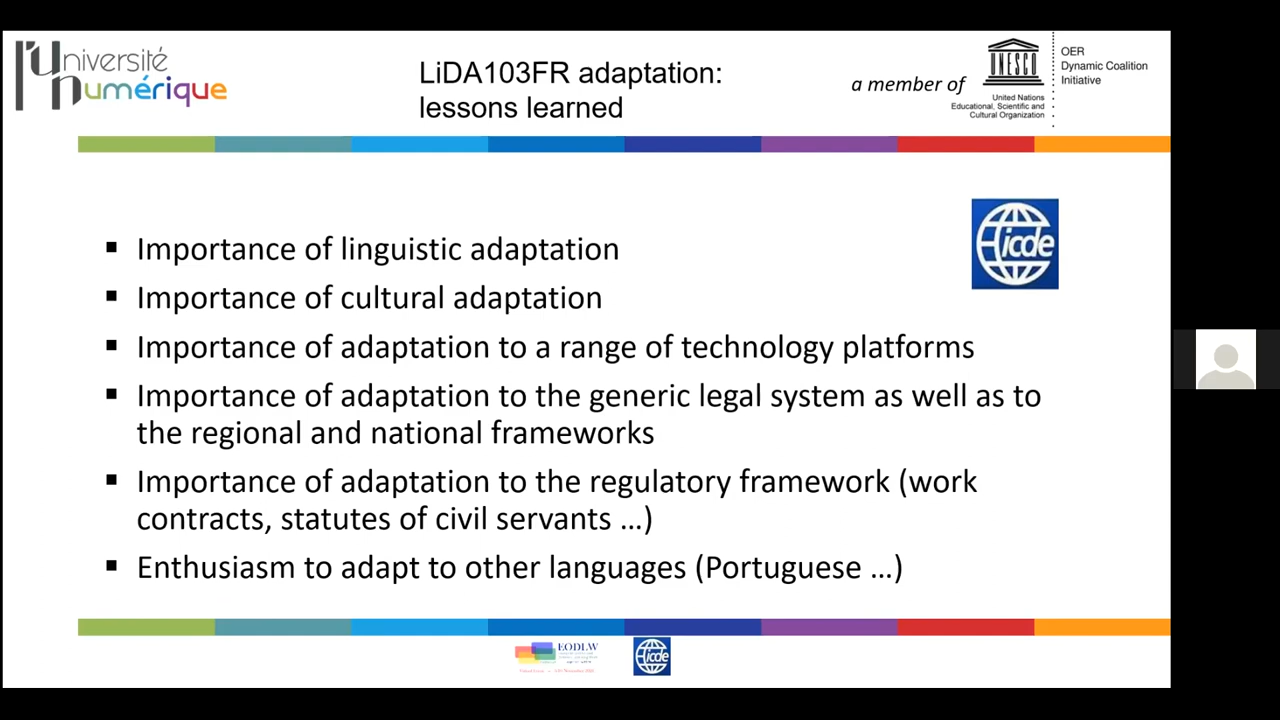 l'Université
Numérique
LiDA103FR adaptation:
lessons learned
a member of
UNESCO
United Nations
Educational, Scientific and
Cultural Organization
OER
Dynamic Coalition
Initiative
icde
▪ Importance of linguistic adaptation
▪ Importance of cultural adaptation
▪ Importance of adaptation to a range of technology platforms
▪ Importance of adaptation to the generic legal system as well as to
the regional and national frameworks
▪ Importance of adaptation to the regulatory framework (work
contracts, statutes of civil servants …)
▪ Enthusiasm to adapt to other languages (Portuguese …)
EODLW
icde